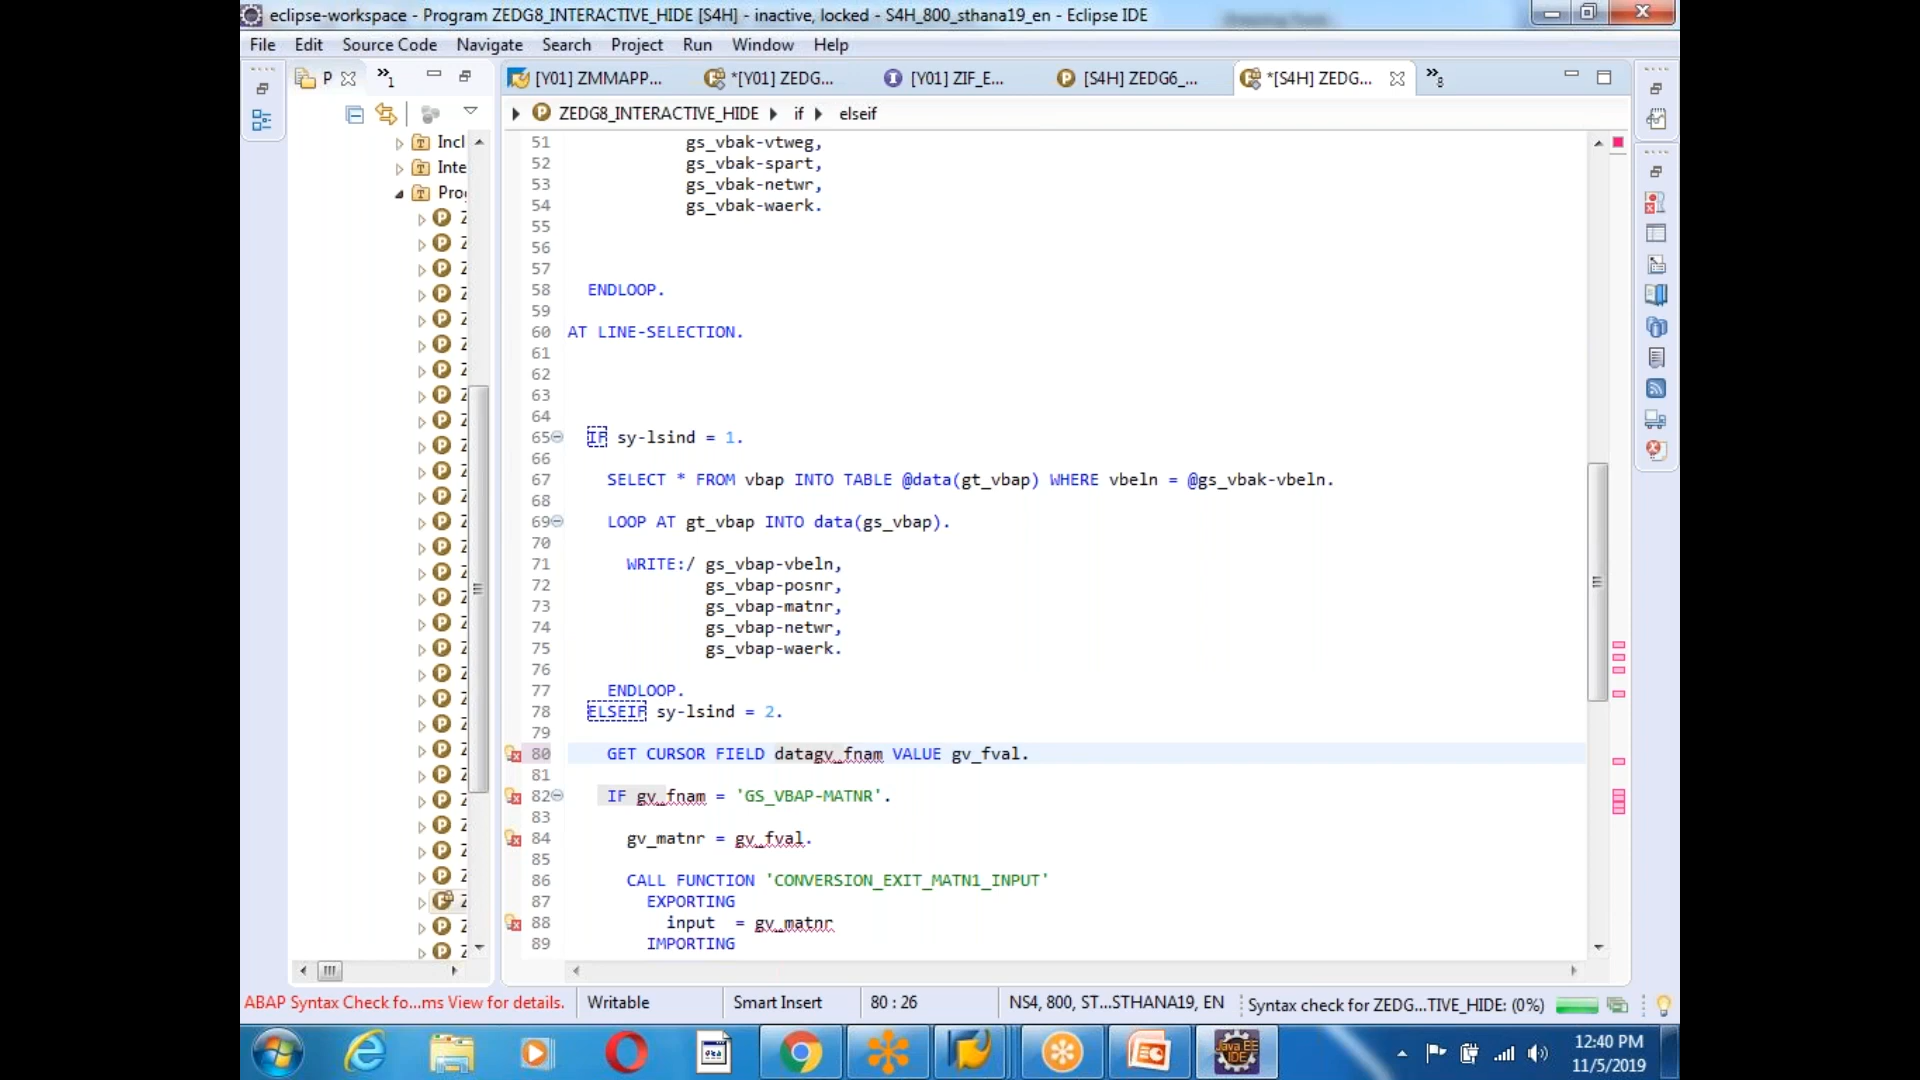 eclipse-workspace - Program ZEDG8_INTERACTIVE_HIDE [S4H] - inactive, locked - S4H_800_sthana19_en - Eclipse IDE
File Edit Source Code Navigate Search Project Run Window Help
P »1 [Y01] ZMMAPP... *[Y01] ZEDG... [Y01] ZIF_E... [S4H] ZEDG6_... *[S4H] ZEDG... »8
ZEDG8_INTERACTIVE_HIDE if elseif
Incl
Inte
Pro
51 gs_vbak-vtweg,
52 gs_vbak-spart,
53 gs_vbak-netwr,
54 gs_vbak-waerk.
55
56
57
58 ENDLOOP.
59
60 AT LINE-SELECTION.
61
62
63
64
65 IF sy-lsind = 1.
66
67 SELECT * FROM vbap INTO TABLE @data(gt_vbap) WHERE vbeln = @gs_vbak-vbeln.
68
69 LOOP AT gt_vbap INTO data(gs_vbap).
70
71 WRITE:/ gs_vbap-vbeln,
72 gs_vbap-posnr,
73 gs_vbap-matnr,
74 gs_vbap-netwr,
75 gs_vbap-waerk.
76
77 ENDLOOP.
78 ELSEIF sy-lsind = 2.
79
80 GET CURSOR FIELD datagv_fnam VALUE gv_fval.
81
82 IF gv_fnam = 'GS_VBAP-MATNR'.
83
84 gv_matnr = gv_fval.
85
86 CALL FUNCTION 'CONVERSION_EXIT_MATN1_INPUT'
87 EXPORTING
88 input = gv_matnr
89 IMPORTING
ABAP Syntax Check fo...ms View for details. Writable Smart Insert 80 : 26 NS4, 800, ST...STHANA19, EN Syntax check for ZEDG...TIVE_HIDE: (0%)
Java EE
IDE
12:40 PM
11/5/2019